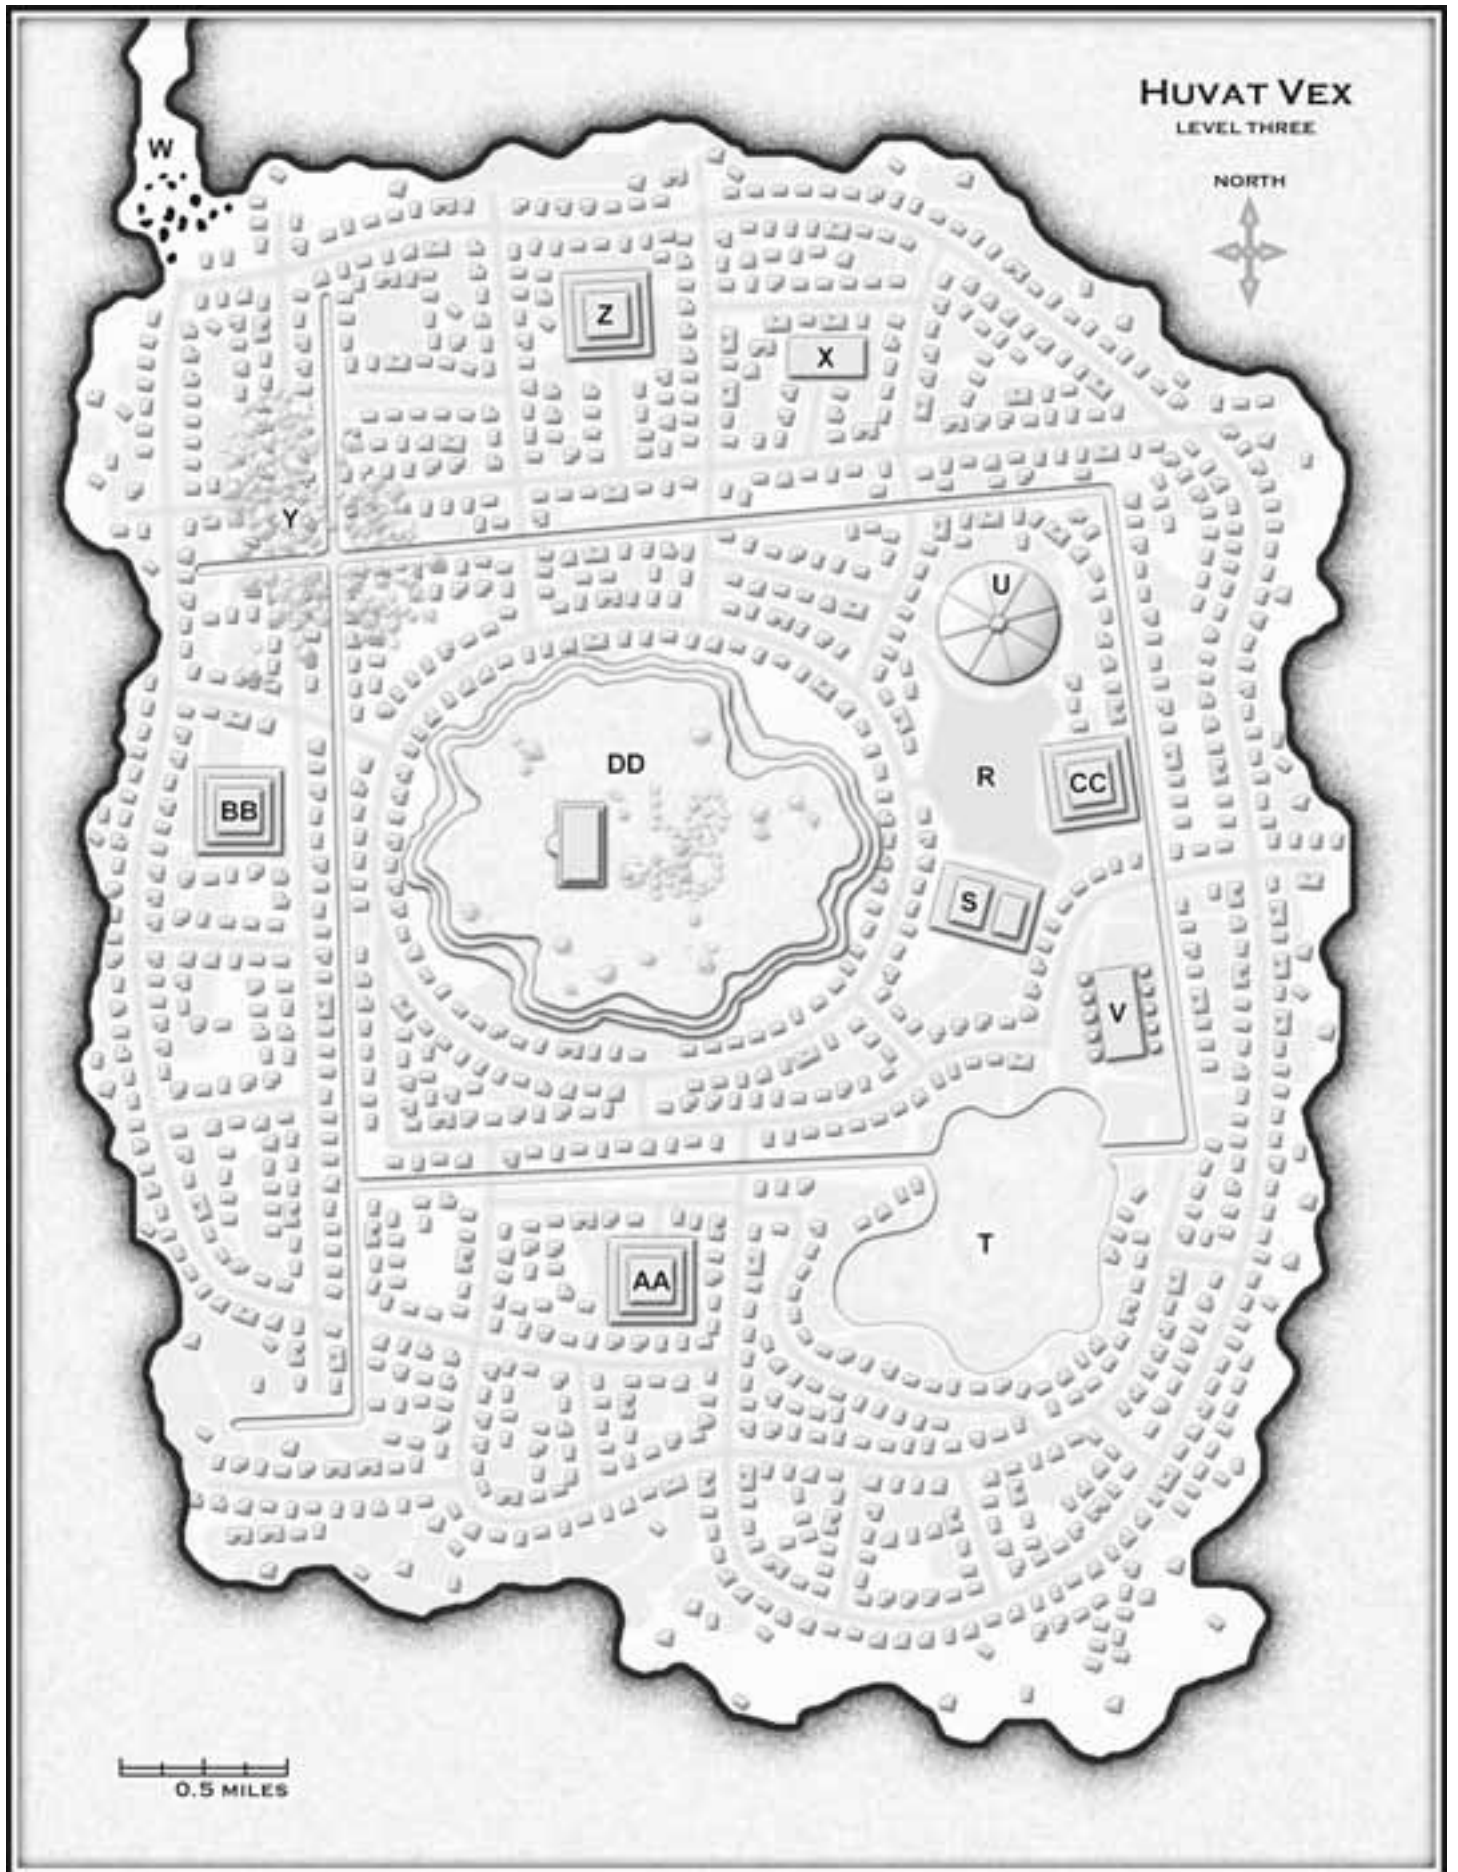 HUVAT VEX
LEVEL THREE
NORTH
W
Z
X
Y
U
DD
R
CC
BB
S
V
T
AA
0.5 MILES